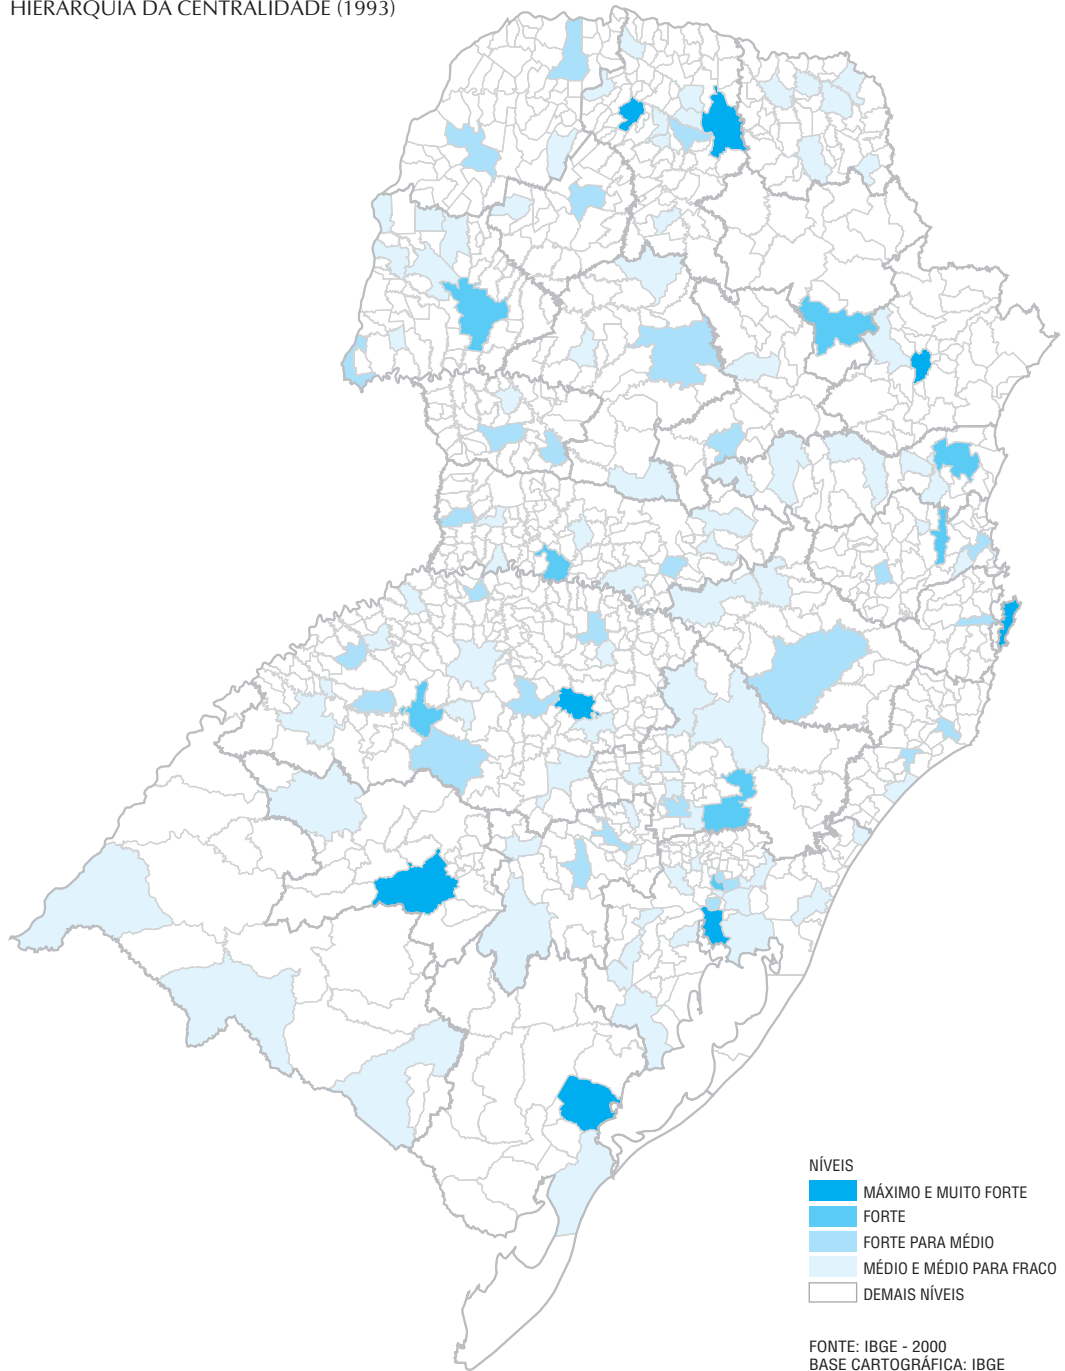 HIERARQUIA DA CENTRALIDADE (1993)
NÍVEIS
MÁXIMO E MUITO FORTE
FORTE
FORTE PARA MÉDIO
MÉDIO E MÉDIO PARA FRACO
DEMAIS NÍVEIS
FONTE: IBGE - 2000
BASE CARTOGRÁFICA: IBGE